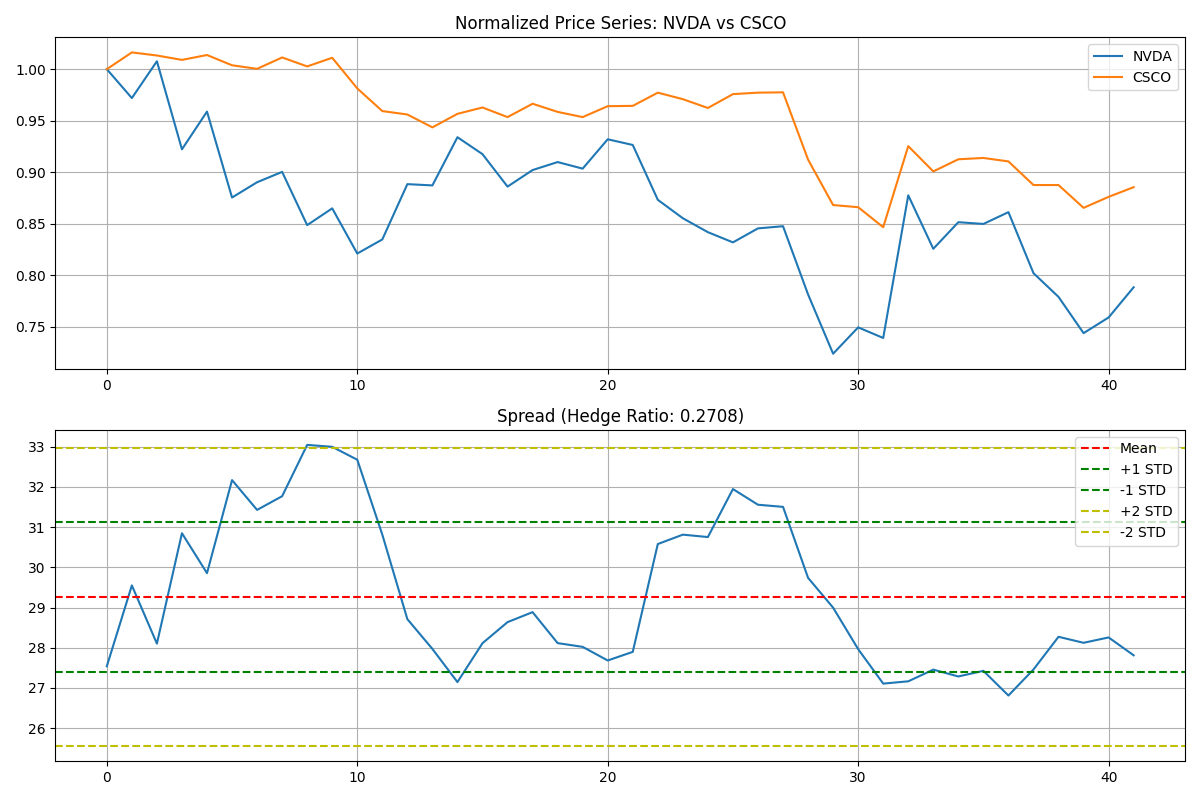 Normalized Price Series: NVDA vs CSCO
NVDA
CSCO
1.00
0.95
0.90
0.85
0.80
0.75
0 10 20 30 40
Spread (Hedge Ratio: 0.2708)
Mean
+1 STD
-1 STD
+2 STD
-2 STD
33
32
31
30
29
28
27
26
0 10 20 30 40